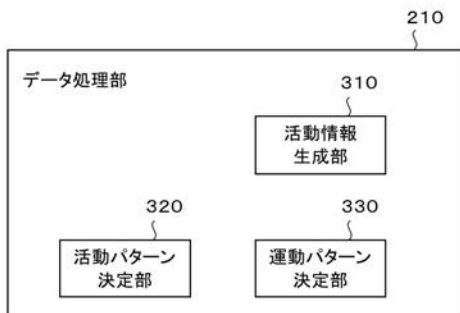 210
データ処理部
310
活動情報
生成部
320
活動パターン
決定部
330
運動パターン
決定部